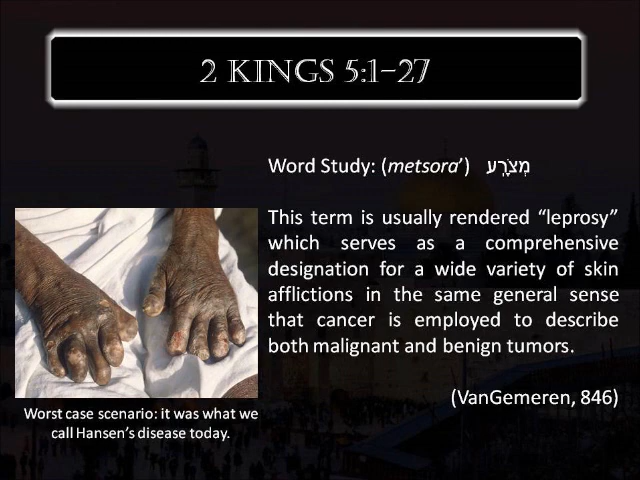 2 KINGS 5:1–27
Word Study: (metsora’) מְצֹרָע
This term is usually rendered “leprosy”
which serves as a comprehensive
designation for a wide variety of skin
afflictions in the same general sense
that cancer is employed to describe
both malignant and benign tumors.
(VanGemeren, 846)
Worst case scenario: it was what we
call Hansen’s disease today.